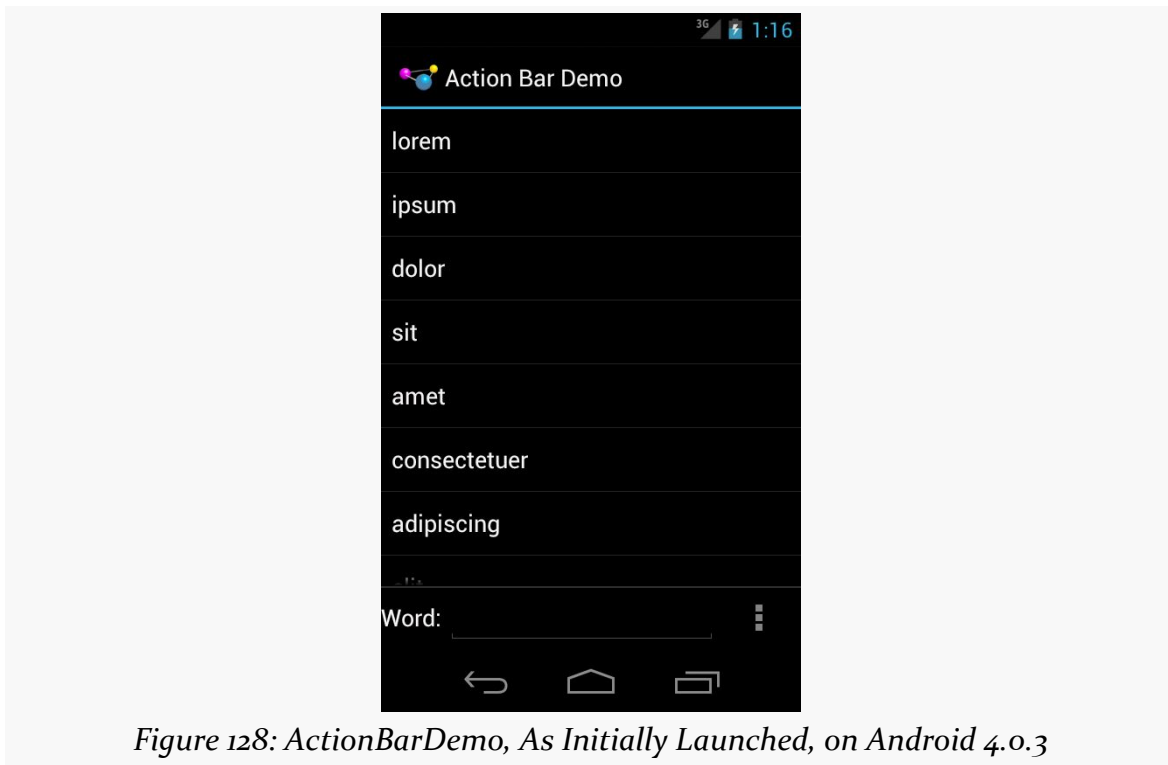 3G 1:16
Action Bar Demo
lorem
ipsum
dolor
sit
amet
consectetuer
adipiscing
Word:
Figure 128: ActionBarDemo, As Initially Launched, on Android 4.0.3